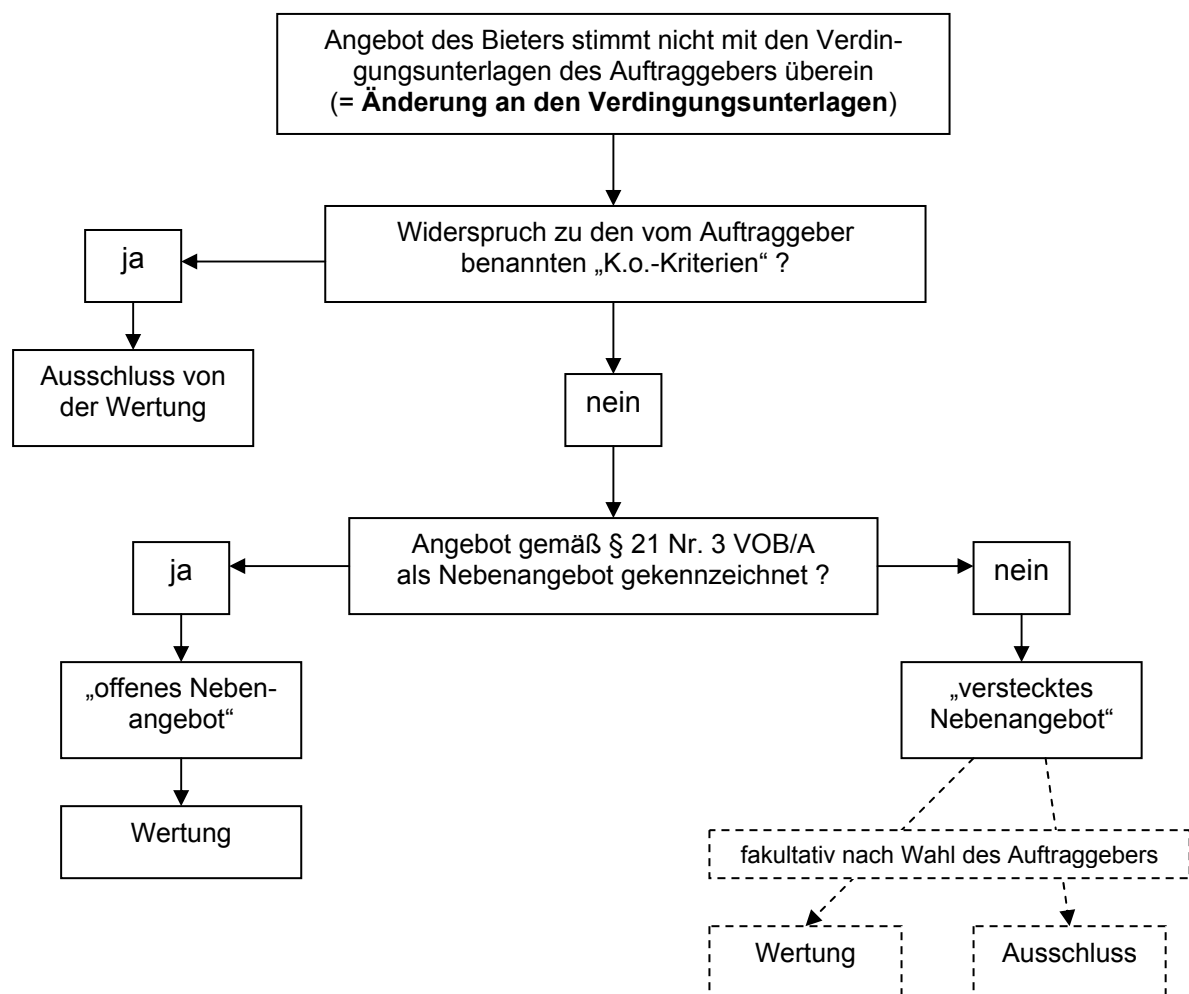 Angebot des Bieters stimmt nicht mit den Verdin-
gungsunterlagen des Auftraggebers überein
(= Änderung an den Verdingungsunterlagen)
Widerspruch zu den vom Auftraggeber
benannten „K.o.-Kriterien“ ?
ja
Ausschluss von
der Wertung
nein
Angebot gemäß § 21 Nr. 3 VOB/A
als Nebenangebot gekennzeichnet ?
ja
nein
„offenes Neben-
angebot“
„verstecktes
Nebenangebot“
Wertung
fakultativ nach Wahl des Auftraggebers
Wertung
Ausschluss